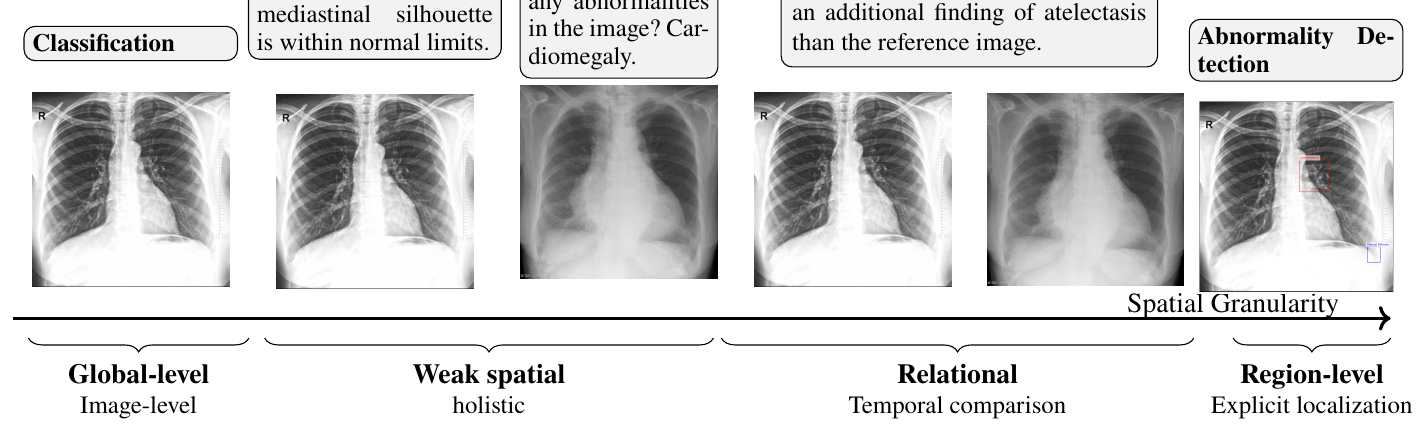 Classification
mediastinal silhouette
is within normal limits.
any abnormalities
in the image? Car-
diomegaly.
an additional finding of atelectasis
than the reference image.
Abnormality De-
tection
R
R
R
R
Spatial Granularity
Global-level
Image-level
Weak spatial
holistic
Relational
Temporal comparison
Region-level
Explicit localization